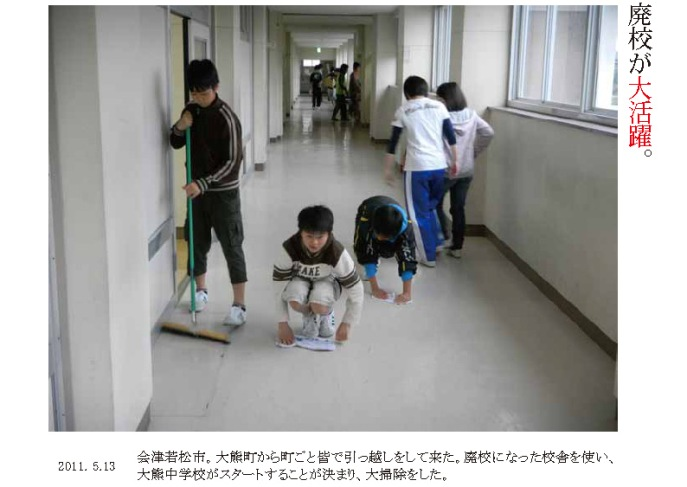 廃校が大活躍。
2011.5.13
会津若松市。大熊町から町ごと皆で引っ越しをして来た。廃校になった校舎を使い、
大熊中学校がスタートすることが決まり、大掃除をした。